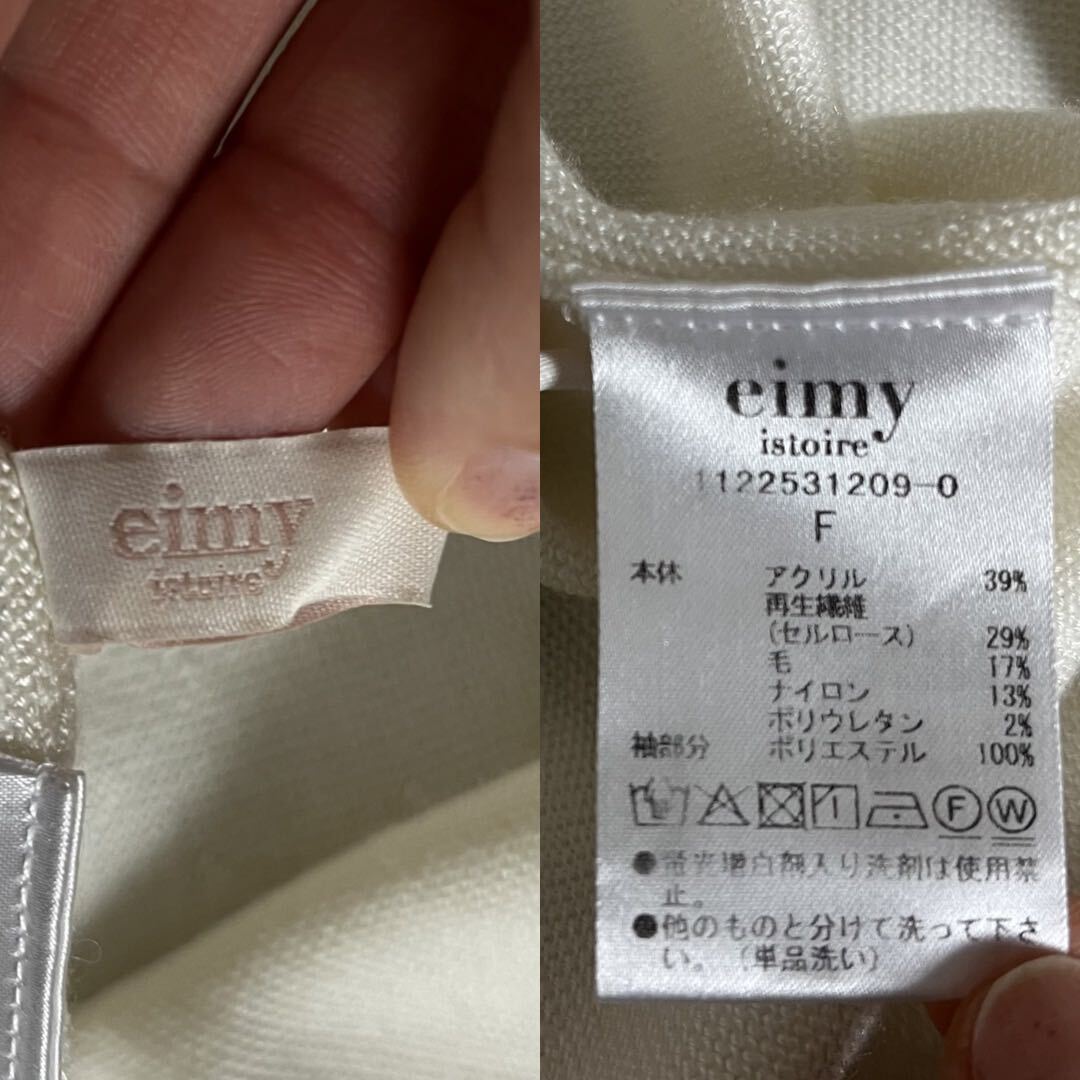 eimy
istoire
eimy
istoire
1122531209-0
F
本体 アクリル 39%
再生繊維
(セルロース) 29%
毛 17%
ナイロン 13%
ポリウレタン 2%
袖部分 ポリエステル 100%
F W
●蛍光増白剤入り洗剤は使用禁
止。
●他のものと分けて洗って下さ
い。(単品洗い)